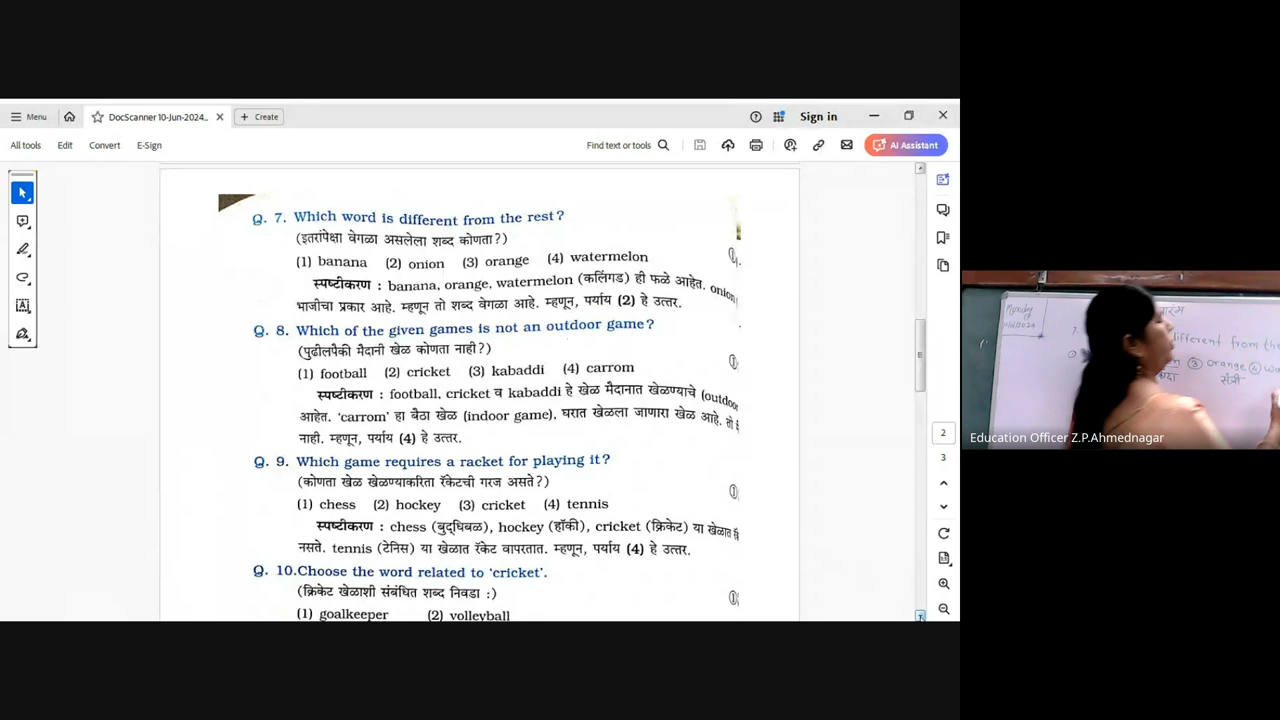 Menu
DocScanner 10-Jun-2024...
Create
Sign in
All tools
Edit
Convert
E-Sign
Find text or tools
AI Assistant
Q. 7. Which word is different from the rest?
(इतरांपेक्षा वेगळा असलेला शब्द कोणता?)
(1) banana (2) onion (3) orange (4) watermelon
स्पष्टीकरण : banana, orange, watermelon (कलिंगड) ही फळे आहेत. onion
भाजीचा प्रकार आहे. म्हणून तो शब्द वेगळा आहे. म्हणून, पर्याय (2) हे उत्तर.
Q. 8. Which of the given games is not an outdoor game?
(पुढीलपैकी मैदानी खेळ कोणता नाही?)
(1) football (2) cricket (3) kabaddi (4) carrom
स्पष्टीकरण : football, cricket व kabaddi हे खेळ मैदानात खेळण्याचे (outdoor
आहेत. ‘carrom’ हा बैठा खेळ (indoor game), घरात खेळला जाणारा खेळ आहे. तो
नाही. म्हणून, पर्याय (4) हे उत्तर.
Q. 9. Which game requires a racket for playing it?
(कोणता खेळ खेळण्याकरिता रॅकेटची गरज असते?)
(1) chess (2) hockey (3) cricket (4) tennis
स्पष्टीकरण : chess (बुद्धिबळ), hockey (हॉकी), cricket (क्रिकेट) या खेळात
नसते. tennis (टेनिस) या खेळात रॅकेट वापरतात. म्हणून, पर्याय (4) हे उत्तर.
Q. 10.Choose the word related to ‘cricket’.
(क्रिकेट खेळाशी संबंधित शब्द निवडा :)
(1) goalkeeper (2) volleyball
2
3
Monday
7.
different from the
③ orange ④
संत्री
Education Officer Z.P.Ahmednagar